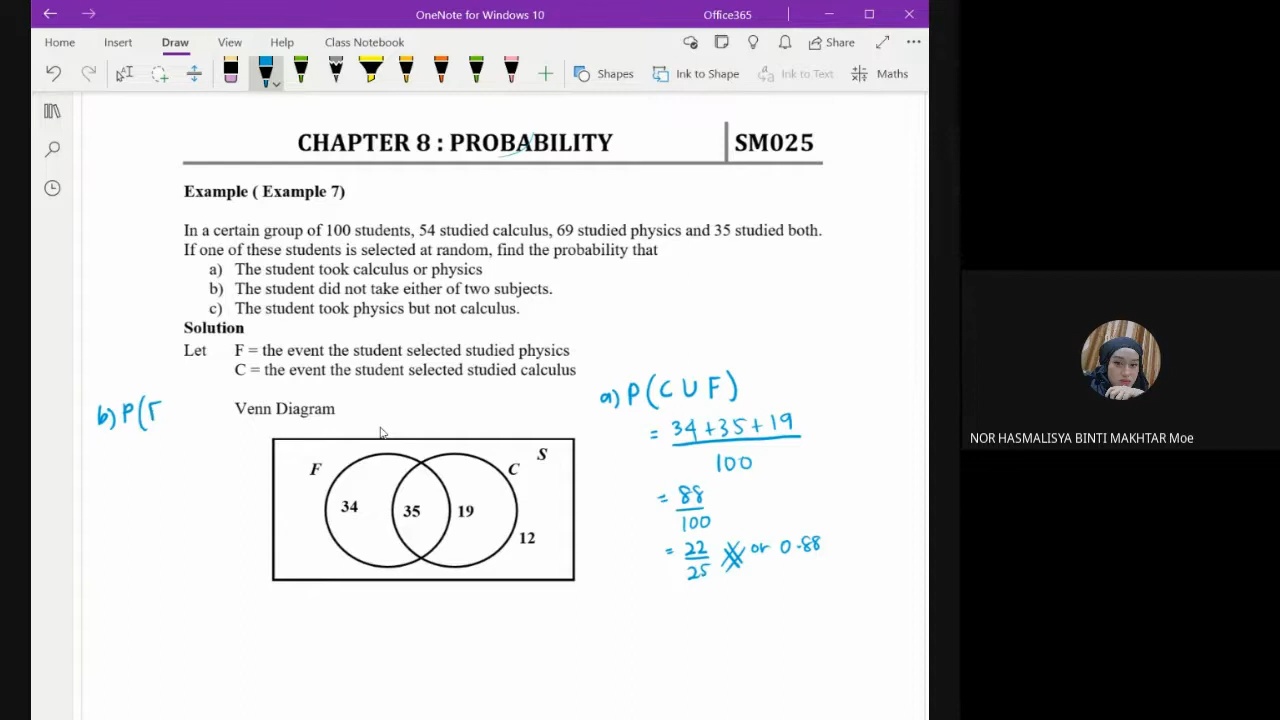 OneNote for Windows 10
Office365
Home Insert Draw View Help Class Notebook
Share
Shapes Ink to Shape Ink to Text Maths
CHAPTER 8 : PROBABILITY SM025
Example ( Example 7)
In a certain group of 100 students, 54 studied calculus, 69 studied physics and 35 studied both.
If one of these students is selected at random, find the probability that
a) The student took calculus or physics
b) The student did not take either of two subjects.
c) The student took physics but not calculus.
Solution
Let F = the event the student selected studied physics
C = the event the student selected studied calculus
Venn Diagram
F
C
S
34
35
19
12
a) P(C U F)
= 34+35+19
100
= 88
100
= 22
25
or 0.88
b) P(
NOR HASMALISYA BINTI MAKHTAR Moe